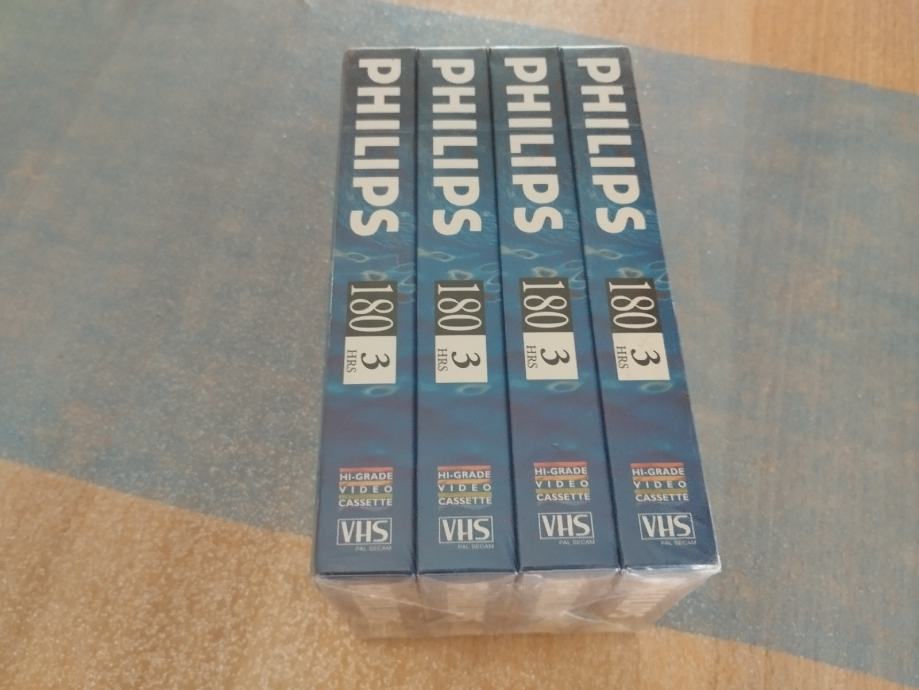 PHILIPS
180 3
HRS
HI-GRADE
VIDEO
CASSETTE
VHS
PAL SECAM
PHILIPS
180 3
HRS
HI-GRADE
VIDEO
CASSETTE
VHS
PAL SECAM
PHILIPS
180 3
HRS
HI-GRADE
VIDEO
CASSETTE
VHS
PAL SECAM
PHILIPS
180 3
HRS
HI-GRADE
VIDEO
CASSETTE
VHS
PAL SECAM